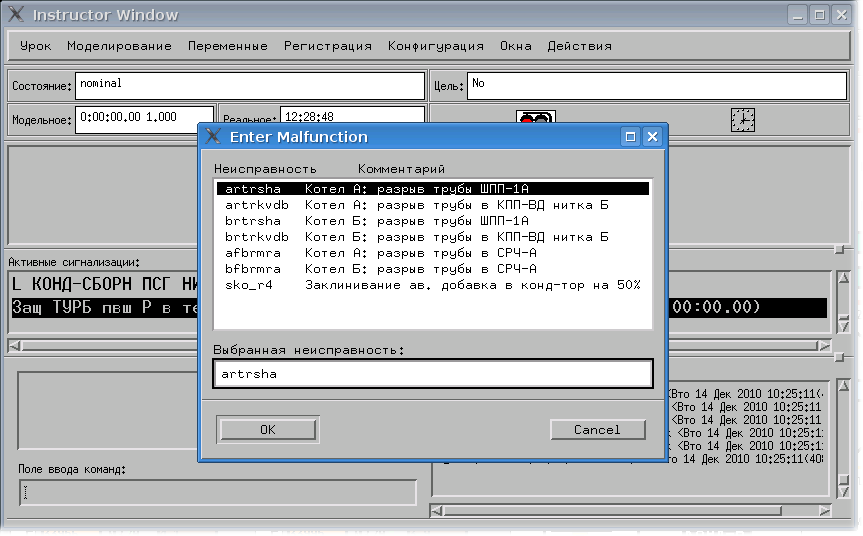 Instructor Window
Урок Моделирование Переменные Регистрация Конфигурация Окна Действия
Состояние: nominal Цель: No
Модельное: 0:00:00.00 1.000 Реальное: 12:28:48
Enter Malfunction
Неисправность Комментарий
artrsha Котел А: разрыв трубы ШПП-1А
artrkvdb Котел А: разрыв трубы в КПП-ВД нитка Б
brtrsha Котел Б: разрыв трубы ШПП-1А
brtrkvdb Котел Б: разрыв трубы в КПП-ВД нитка Б
afbrmra Котел А: разрыв трубы в СРЧ-А
bfbrmra Котел Б: разрыв трубы в СРЧ-А
sko_r4 Заклинивание ав. добавка в конд-тор на 50%
Выбранная неисправность:
artrsha
OK Cancel
Активные сигнализации:
L КОНД-СБОРН ПСГ НИ
Защ ТУРБ пвш Р в те 00:00.00)
<Вто 14 Дек 2010 10:25:11(
<Вто 14 Дек 2010 10:25:11
<Вто 14 Дек 2010 10:25:11
<Вто 14 Дек 2010 10:25:11
<Вто 14 Дек 2010 10:25:11
то 14 Дек 2010 10:25:11(40
Поле ввода команд: